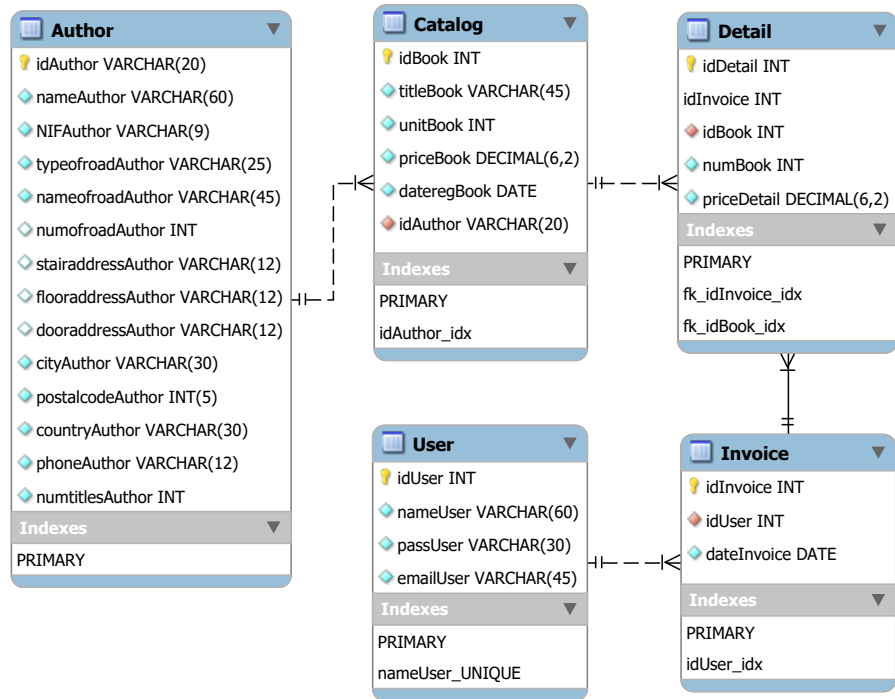 Author
idAuthor VARCHAR(20)
nameAuthor VARCHAR(60)
NIFAuthor VARCHAR(9)
typeofroadAuthor VARCHAR(25)
nameofroadAuthor VARCHAR(45)
numofroadAuthor INT
stairaddressAuthor VARCHAR(12)
flooraddressAuthor VARCHAR(12)
dooraddressAuthor VARCHAR(12)
cityAuthor VARCHAR(30)
postalcodeAuthor INT(5)
countryAuthor VARCHAR(30)
phoneAuthor VARCHAR(12)
numtitlesAuthor INT
Indexes
PRIMARY
Catalog
idBook INT
titleBook VARCHAR(45)
unitBook INT
priceBook DECIMAL(6,2)
dateregBook DATE
idAuthor VARCHAR(20)
Indexes
PRIMARY
idAuthor_idx
Detail
idDetail INT
idInvoice INT
idBook INT
numBook INT
priceDetail DECIMAL(6,2)
Indexes
PRIMARY
fk_idInvoice_idx
fk_idBook_idx
User
idUser INT
nameUser VARCHAR(60)
passUser VARCHAR(30)
emailUser VARCHAR(45)
Indexes
PRIMARY
nameUser_UNIQUE
Invoice
idInvoice INT
idUser INT
dateInvoice DATE
Indexes
PRIMARY
idUser_idx